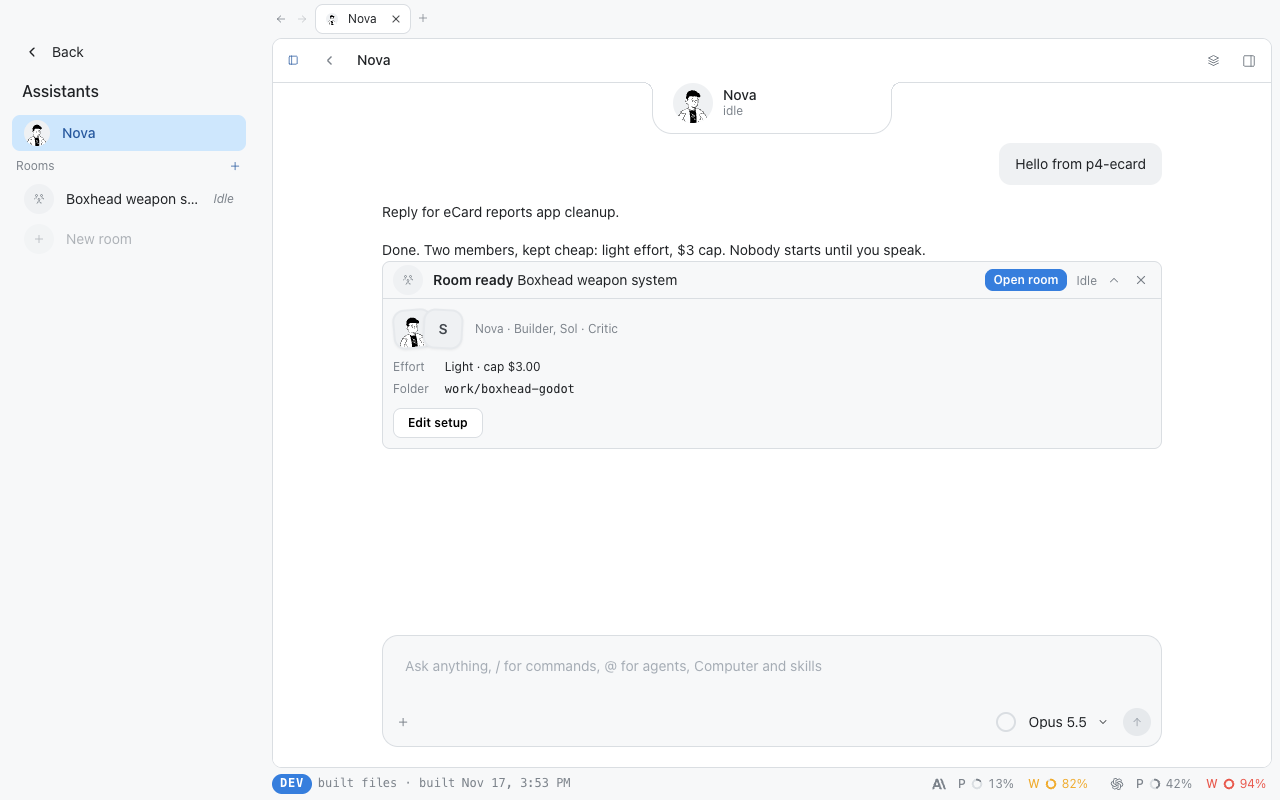 Nova
Back
Nova
Assistants
Nova
Nova
idle
Rooms
Hello from p4-ecard
Boxhead weapon s... Idle
New room
Reply for eCard reports app cleanup.
Done. Two members, kept cheap: light effort, $3 cap. Nobody starts until you speak.
Room ready Boxhead weapon system
Open room
Idle
S
Nova · Builder, Sol · Critic
Effort Light · cap $3.00
Folder work/boxhead-godot
Edit setup
Ask anything, / for commands, @ for agents, Computer and skills
Opus 5.5
DEV built files · built Nov 17, 3:53 PM
P 13% W 82% P 42% W 94%